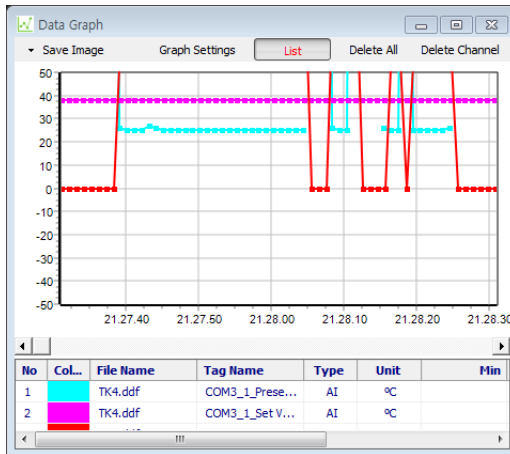 Data Graph
Save Image Graph Settings List Delete All Delete Channel
50
40
30
20
10
0
-10
-20
-30
-40
-50
21.27.40 21.27.50 21.28.00 21.28.10 21.28.20 21.28.30
No Col... File Name Tag Name Type Unit Min
1 TK4.ddf COM3_1_Prese... AI ºC
2 TK4.ddf COM3_1_Set V... AI ºC